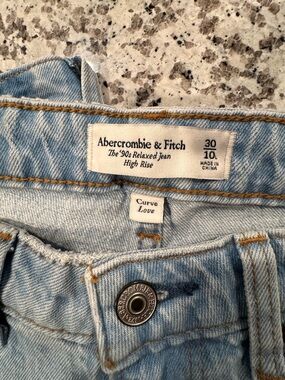 Abercrombie & Fitch
The '90s Relaxed Jean
High Rise
30
10.
MADE IN
CHINA
Curve
Love